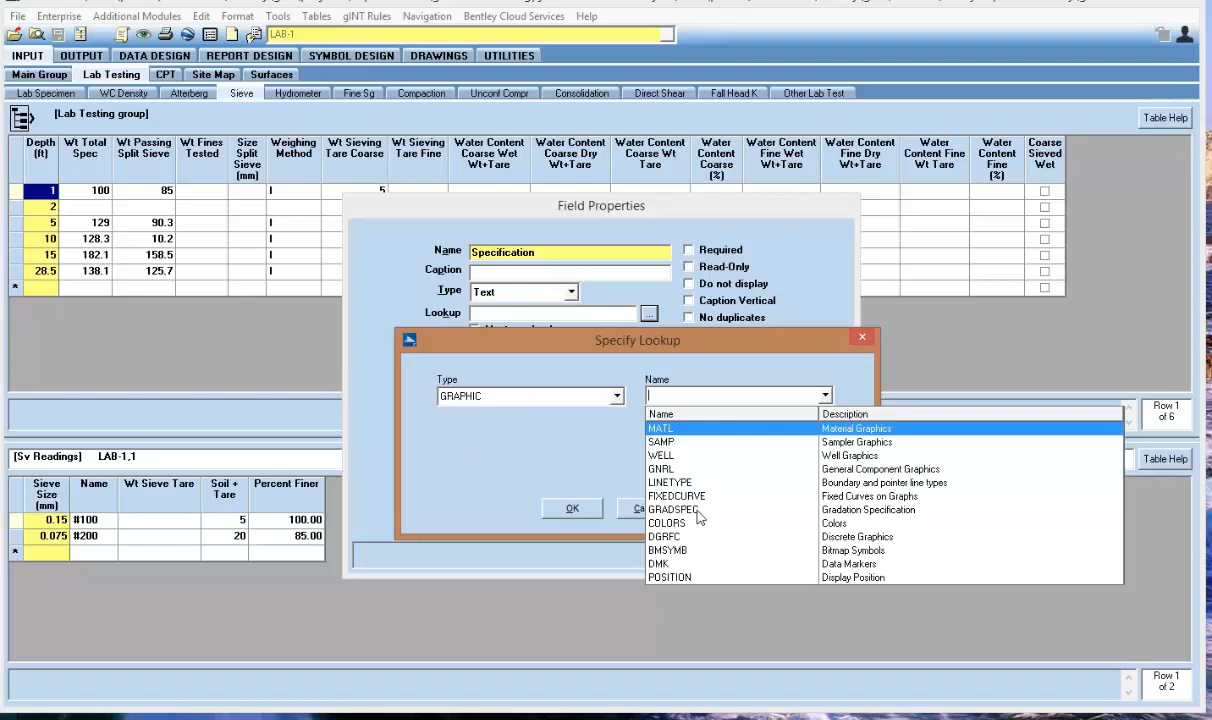 File Enterprise Additional Modules Edit Format Tools Tables gINT Rules Navigation Bentley Cloud Services Help
LAB-1
INPUT OUTPUT DATA DESIGN REPORT DESIGN SYMBOL DESIGN DRAWINGS UTILITIES
Main Group Lab Testing CPT Site Map Surfaces
Lab Specimen WC Density Atterberg Sieve Hydrometer Fine Sg Compaction Unconf Compr Consolidation Direct Shear Fall Head K Other Lab Test
[Lab Testing group] Table Help
Depth Wt Total Wt Passing Wt Fines Size Weighing Wt Sieving Wt Sieving Water Content Water Content Water Content Water Water Content Water Content Water Water Coarse
(ft) Spec Split Sieve Tested Split Method Tare Coarse Tare Fine Coarse Wet Coarse Dry Coarse Wt Content Fine Wet Fine Dry Content Fine Content Sieved
Sieve Wt+Tare Wt+Tare Tare Coarse Wt+Tare Wt+Tare Wt Tare Fine Wet
(mm) (%) (%)
1 100 85 I 5
2
5 129 90.3 I
10 128.3 10.2 I
15 182.1 158.5 I
28.5 138.1 125.7 I
*
Field Properties
Name Specification Required
Caption Read-Only
Type Text Do not display
Caption Vertical
Lookup ... No duplicates
Specify Lookup
Type Name
GRAPHIC
Name Description
MATL Material Graphics
SAMP Sampler Graphics
WELL Well Graphics
GNRL General Component Graphics
LINETYPE Boundary and pointer line types
FIXEDCURVE Fixed Curves on Graphs
GRADSPEC Gradation Specification
COLORS Colors
DGRFC Discrete Graphics
BMSYMB Bitmap Symbols
DMK Data Markers
POSITION Display Position
OK
Row 1
of 6
[Sv Readings] LAB-1,1 Table Help
Sieve Name Wt Sieve Tare Soil + Percent Finer
Size Tare
(mm)
0.15 #100 5 100.00
0.075 #200 20 85.00
*
Row 1
of 2